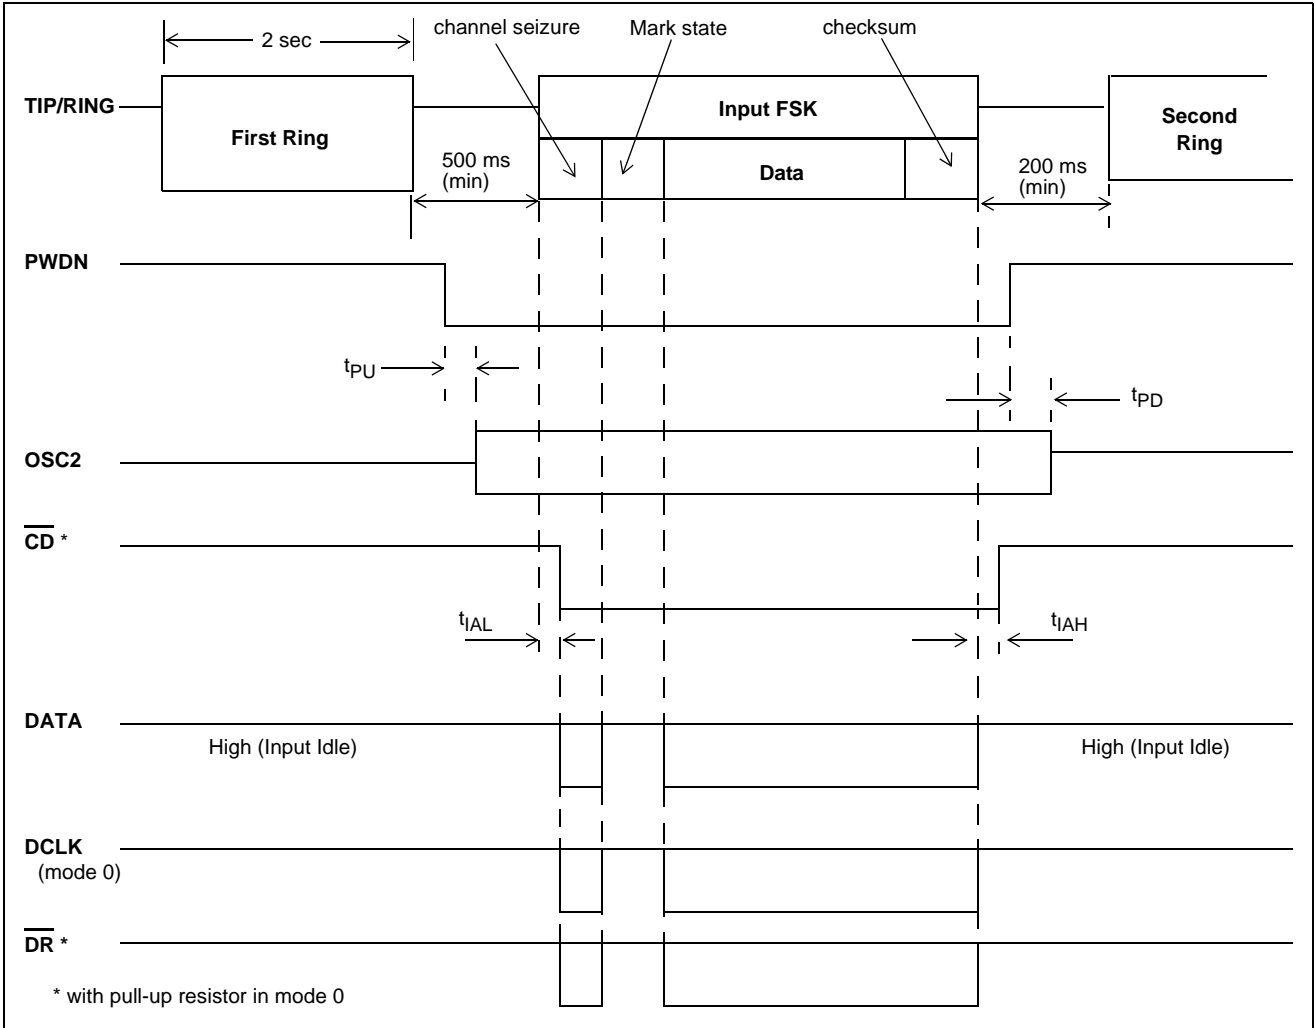 channel seizure
Mark state
checksum
2 sec
TIP/RING
First Ring
500 ms
(min)
Input FSK
Data
200 ms
(min)
Second
Ring
PWDN
tPU
tPD
OSC2
CD *
tIAL
tIAH
DATA
High (Input Idle)
High (Input Idle)
DCLK
(mode 0)
DR *
* with pull-up resistor in mode 0